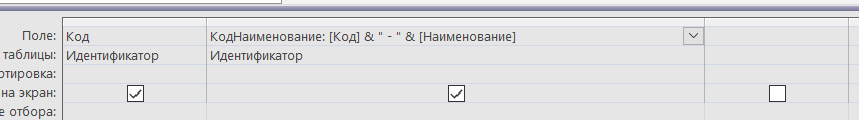 Поле: Код КодНаименование: [Код] & " - " & [Наименование]
таблицы: Идентификатор Идентификатор
ртировка:
на экран:
е отбора: